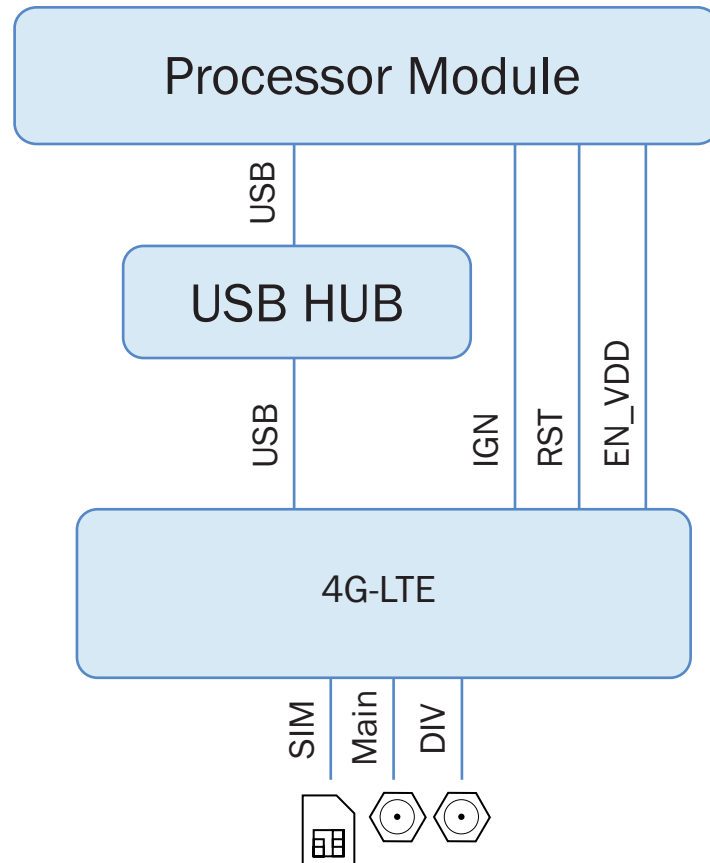 Processor Module
USB
USB HUB
USB
IGN
RST
EN_VDD
4G-LTE
SIM
Main
DIV